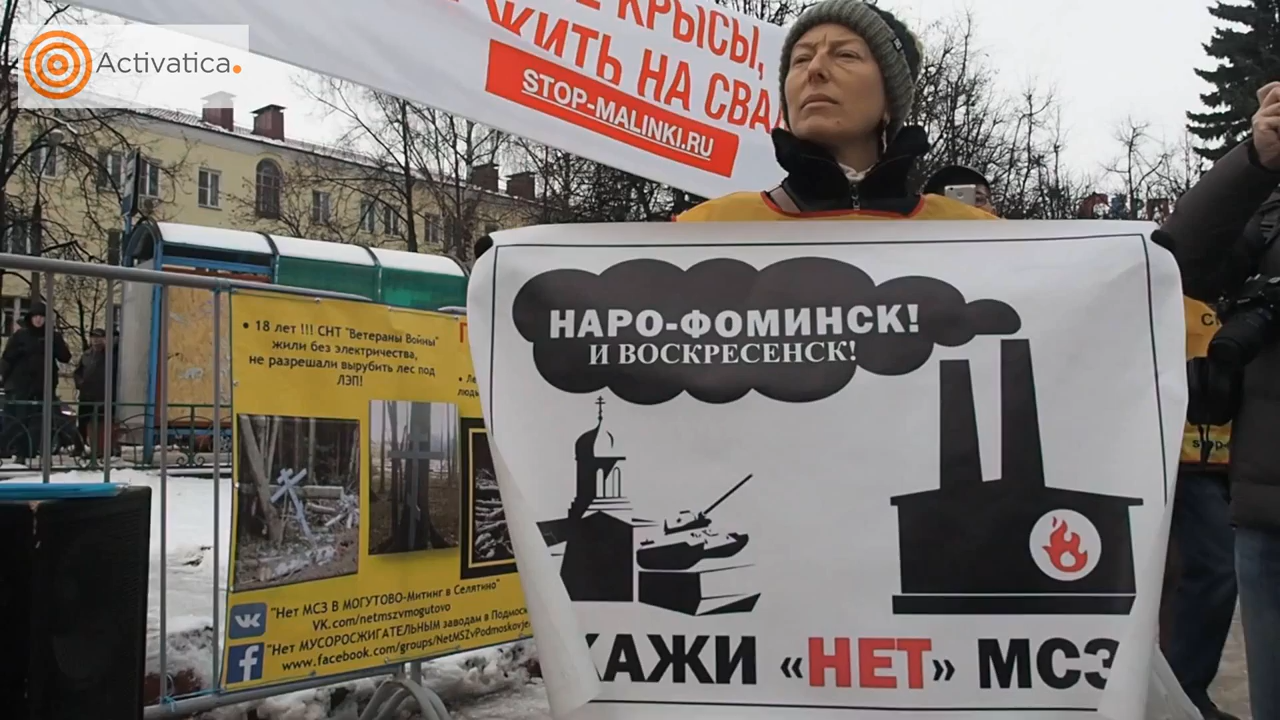 Activatica.
КРЫСЫ,
ЖИТЬ НА СВАЛ
STOP-MALINKI.RU
НАРО-ФОМИНСК!
И ВОСКРЕСЕНСК!
КАЖИ «НЕТ» МСЗ
• 18 лет !!! СНТ "Ветераны Войны"
жили без электричества,
не разрешали вырубить лес под
ЛЭП!
"Нет МСЗ В МОГУТОВО-Митинг в Селятино"
VK.com/netmszvmogutovo
"Нет МУСОРОСЖИГАТЕЛЬНЫМ заводам в Подмоск
www.facebook.com/groups/NetMSZvPodmoskovje